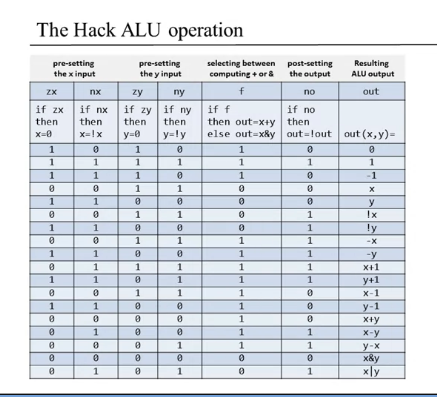 The Hack ALU operation
pre-setting the x input pre-setting the y input selecting between computing + or & post-setting the output Resulting ALU output
zx nx zy ny f no out
if zx then x=0 if nx then x=!x if zy then y=0 if ny then y=!y if f then out=x+y else out=x&y if no then out=!out out(x,y)=
1 0 1 0 1 0 0
1 1 1 1 1 1 1
1 1 1 0 1 0 -1
0 0 1 1 0 0 x
1 1 0 0 0 0 y
0 0 1 1 0 1 !x
1 1 0 0 0 1 !y
0 0 1 1 1 1 -x
1 1 0 0 1 1 -y
0 1 1 1 1 1 x+1
1 1 0 1 1 1 y+1
0 0 1 1 1 0 x-1
1 1 0 0 1 0 y-1
0 0 0 0 1 0 x+y
0 1 0 0 1 1 x-y
0 0 0 1 1 1 y-x
0 0 0 0 0 0 x&y
0 1 0 1 0 1 x|y